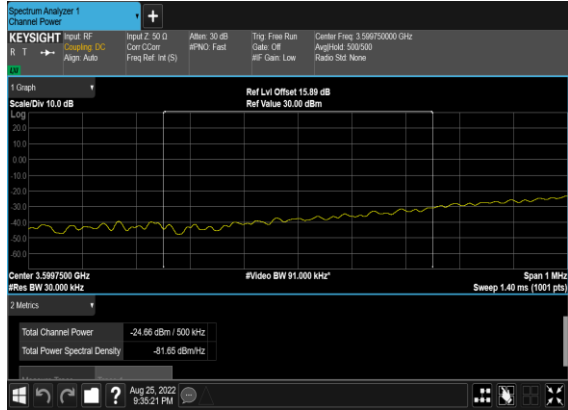 Spectrum Analyzer 1
Channel Power
+
KEYSIGHT
R T
Input: RF
Coupling: DC
Align: Auto
Input Z: 50 Ω
Corr CCorr
Freq Ref: Int (S)
Atten: 30 dB
#PNO: Fast
Trig: Free Run
Gate: Off
#IF Gain: Low
Center Freq: 3.599750000 GHz
Avg|Hold: 500/500
Radio Std: None
1 Graph
Scale/Div 10.0 dB
Ref Lvl Offset 15.89 dB
Ref Value 30.00 dBm
Log
20.0
10.0
0.00
-10.0
-20.0
-30.0
-40.0
-50.0
-60.0
Center 3.5997500 GHz
#Res BW 30.000 kHz
#Video BW 91.000 kHz*
Span 1 MHz
Sweep 1.40 ms (1001 pts)
2 Metrics
Total Channel Power -24.66 dBm / 500 kHz
Total Power Spectral Density -81.65 dBm/Hz
?
Aug 25, 2022
9:35:21 PM